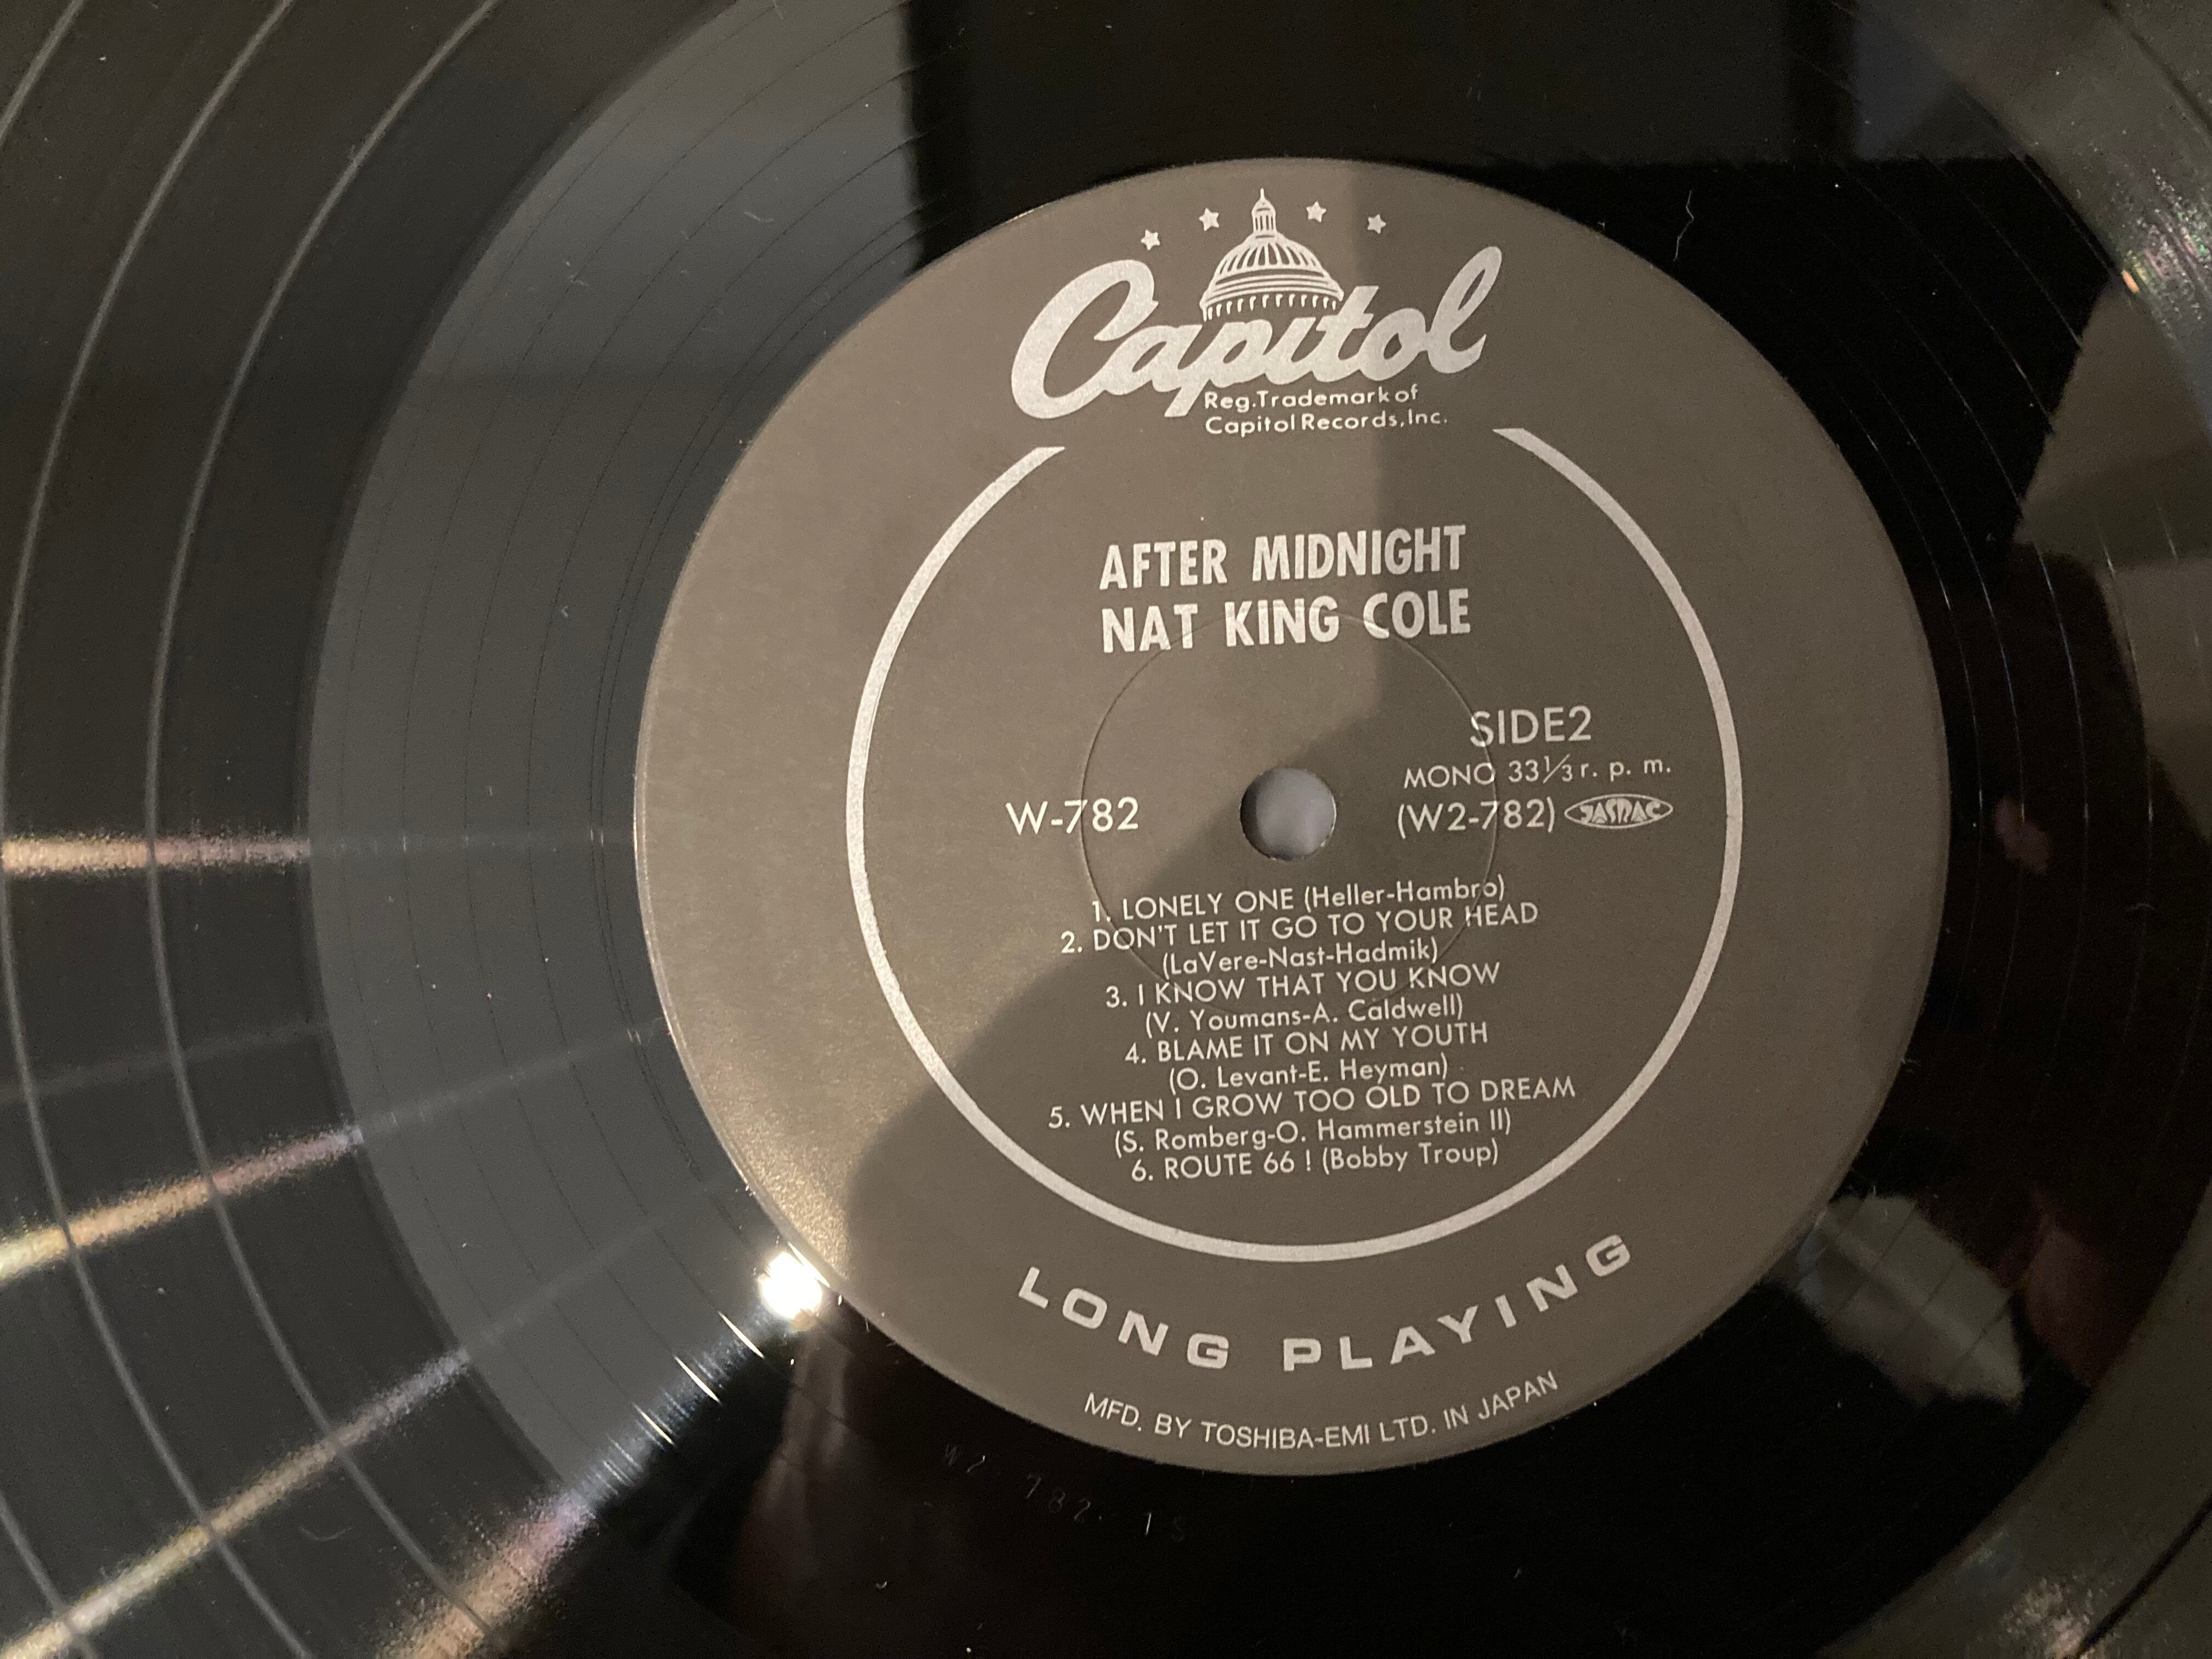 Capitol
Reg. Trademark of
Capitol Records, Inc.
AFTER MIDNIGHT
NAT KING COLE
SIDE2
MONO 33⅓ r. p. m.
W-782
(W2-782) JASRAC
1. LONELY ONE (Heller-Hambro)
2. DON'T LET IT GO TO YOUR HEAD
(LaVere-Nast-Hadmik)
3. I KNOW THAT YOU KNOW
(V. Youmans-A. Caldwell)
4. BLAME IT ON MY YOUTH
(O. Levant-E. Heyman)
5. WHEN I GROW TOO OLD TO DREAM
(S. Romberg-O. Hammerstein II)
6. ROUTE 66 ! (Bobby Troup)
LONG PLAYING
MFD. BY TOSHIBA-EMI LTD. IN JAPAN
W2 - 782 - 1S